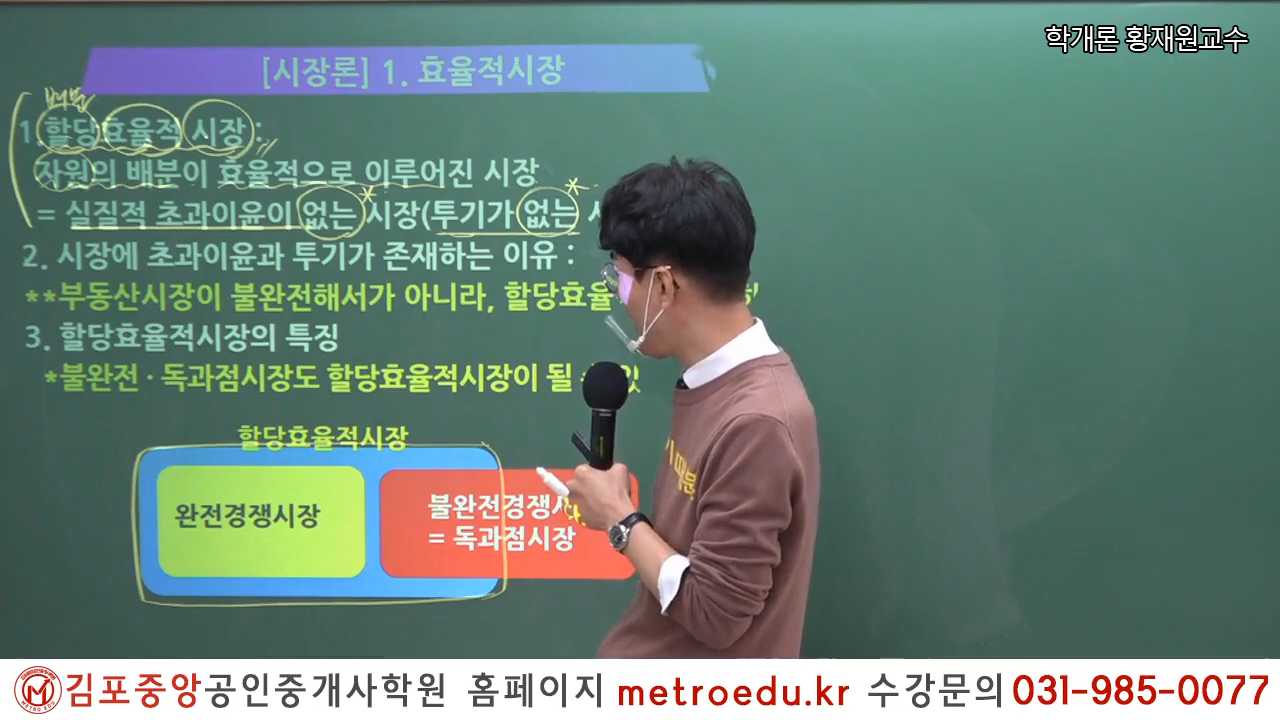 학개론 황재원교수
[시장론] 1. 효율적시장
배분
1. 할당효율적 시장 :
자원의 배분이 효율적으로 이루어진 시장
= 실질적 초과이윤이 없는 시장(투기가 없는
2. 시장에 초과이윤과 투기가 존재하는 이유 :
**부동산시장이 불완전해서가 아니라, 할당효율
3. 할당효율적시장의 특징
*불완전 · 독과점시장도 할당효율적시장이 될
할당효율적시장
완전경쟁시장
불완전경쟁시
= 독과점시장
METRO EDU
김포중앙공인중개사학원 홈페이지 metroedu.kr 수강문의 031-985-0077